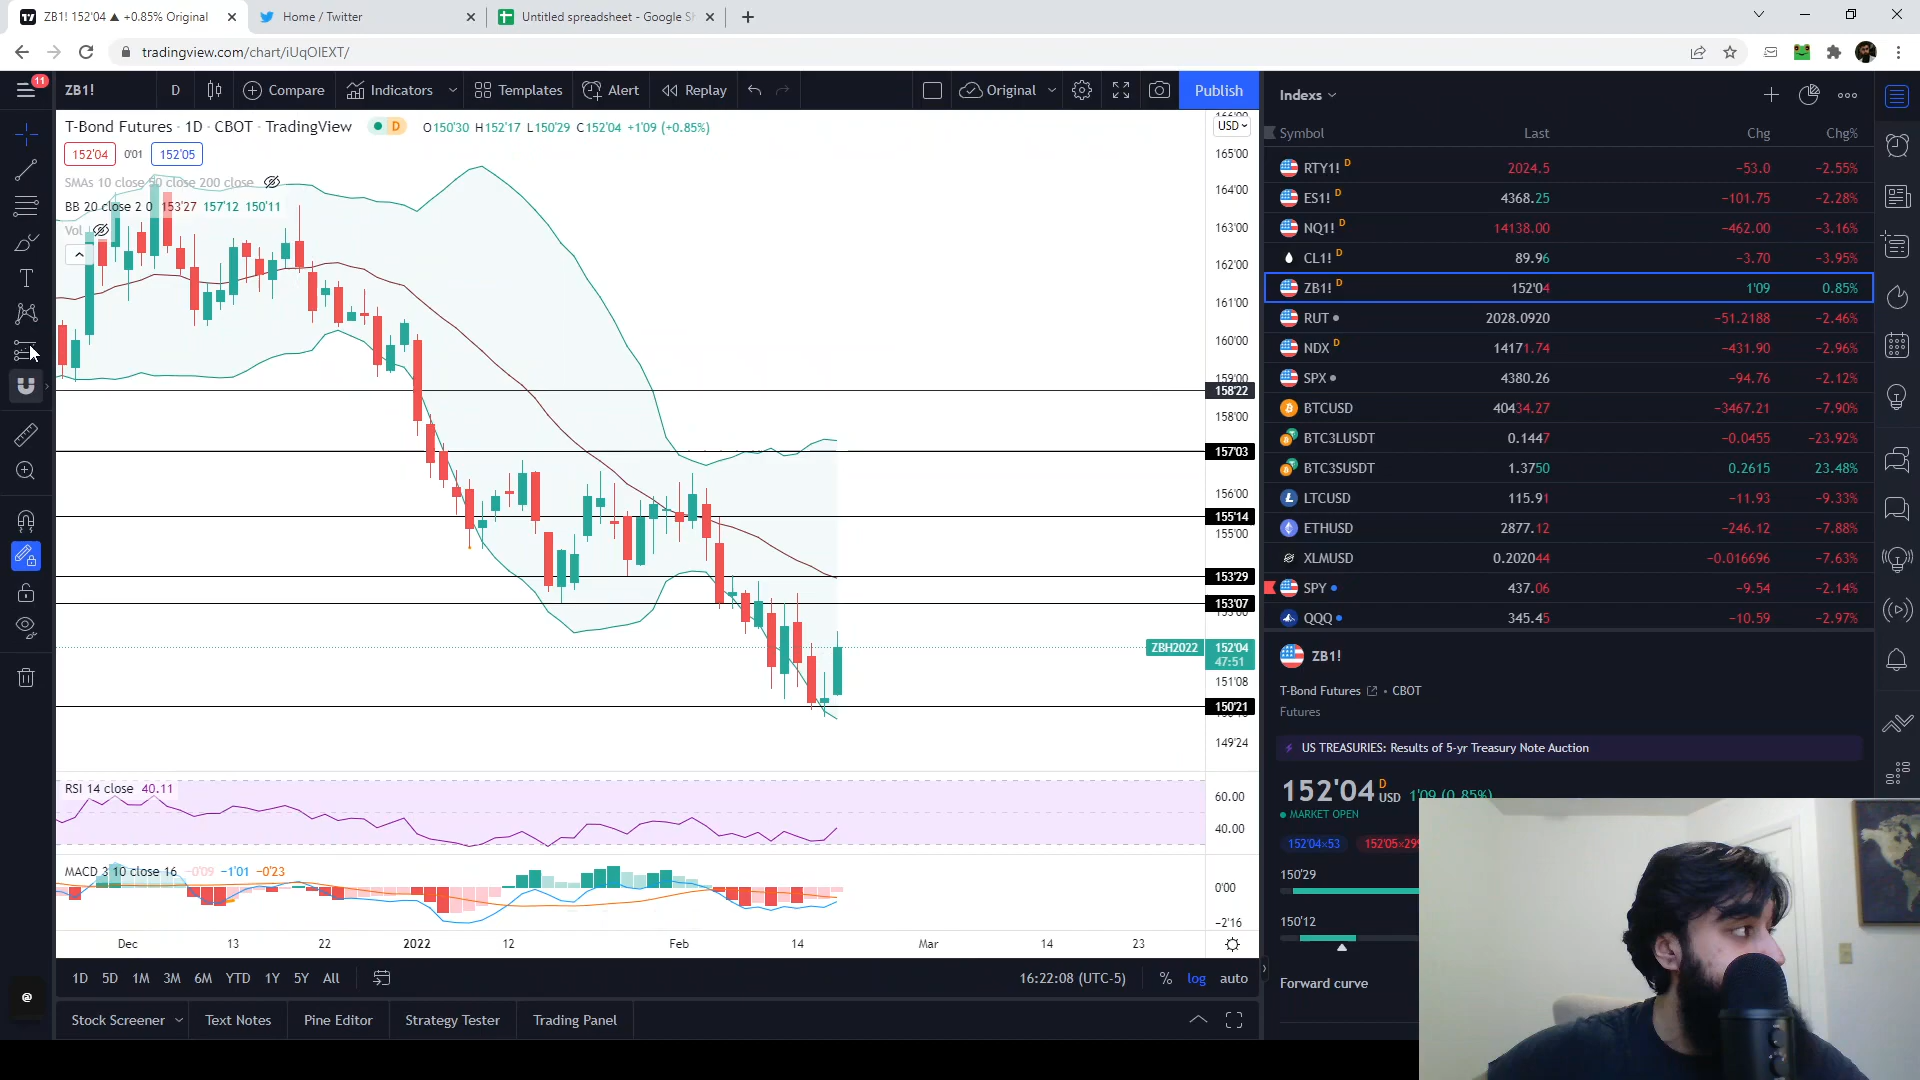 ZB1! 152'04 ▲ +0.85% Original
Home / Twitter
Untitled spreadsheet - Google Sh
tradingview.com/chart/iUqOIEXT/
11
ZB1!
D
Compare
Indicators
Templates
Alert
Replay
Original
Publish
T-Bond Futures · 1D · CBOT · TradingView
D
O150'30 H152'17 L150'29 C152'04 +1'09 (+0.85%)
152'04
0'01
152'05
SMAs 10 close 50 close 200 close
BB 20 close 2 0 153'27 157'12 150'11
Vol
USD
165'00
164'00
163'00
162'00
161'00
160'00
159'00
158'22
158'00
157'03
156'00
155'14
155'00
153'29
153'07
ZBH2022
152'04
47:51
151'08
150'21
149'24
RSI 14 close 40.11
60.00
40.00
MACD 3 10 close 16 −0'09 −1'01 −0'23
0'00
−2'16
Dec
13
22
2022
12
Feb
14
Mar
14
23
1D
5D
1M
3M
6M
YTD
1Y
5Y
All
16:22:08 (UTC-5)
%
log
auto
Stock Screener
Text Notes
Pine Editor
Strategy Tester
Trading Panel
Indexs
Symbol Last Chg Chg%
RTY1! D 2024.5 −53.0 −2.55%
ES1! D 4368.25 −101.75 −2.28%
NQ1! D 14138.00 −462.00 −3.16%
CL1! D 89.96 −3.70 −3.95%
ZB1! D 152'04 1'09 0.85%
RUT 2028.0920 −51.2188 −2.46%
NDX D 14171.74 −431.90 −2.96%
SPX 4380.26 −94.76 −2.12%
BTCUSD 40434.27 −3467.21 −7.90%
BTC3LUSDT 0.1447 −0.0455 −23.92%
BTC3SUSDT 1.3750 0.2615 23.48%
LTCUSD 115.91 −11.93 −9.33%
ETHUSD 2877.12 −246.12 −7.88%
XLMUSD 0.202044 −0.016696 −7.63%
SPY 437.06 −9.54 −2.14%
QQQ 345.45 −10.59 −2.97%
ZB1!
T-Bond Futures · CBOT
Futures
US TREASURIES: Results of 5-yr Treasury Note Auction
152'04 D USD 1'09 (0.85%)
MARKET OPEN
152'04×53
150'29
150'12
Forward curve